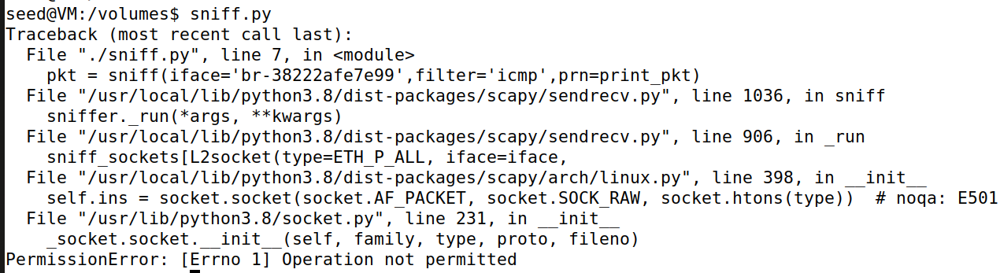 seed@VM:/volumes$ sniff.py
Traceback (most recent call last):
  File "./sniff.py", line 7, in <module>
    pkt = sniff(iface='br-38222afe7e99',filter='icmp',prn=print_pkt)
  File "/usr/local/lib/python3.8/dist-packages/scapy/sendrecv.py", line 1036, in sniff
    sniffer._run(*args, **kwargs)
  File "/usr/local/lib/python3.8/dist-packages/scapy/sendrecv.py", line 906, in _run
    sniff_sockets[L2socket(type=ETH_P_ALL, iface=iface,
  File "/usr/local/lib/python3.8/dist-packages/scapy/arch/linux.py", line 398, in __init__
    self.ins = socket.socket(socket.AF_PACKET, socket.SOCK_RAW, socket.htons(type))  # noqa: E501
  File "/usr/lib/python3.8/socket.py", line 231, in __init__
    _socket.socket.__init__(self, family, type, proto, fileno)
PermissionError: [Errno 1] Operation not permitted